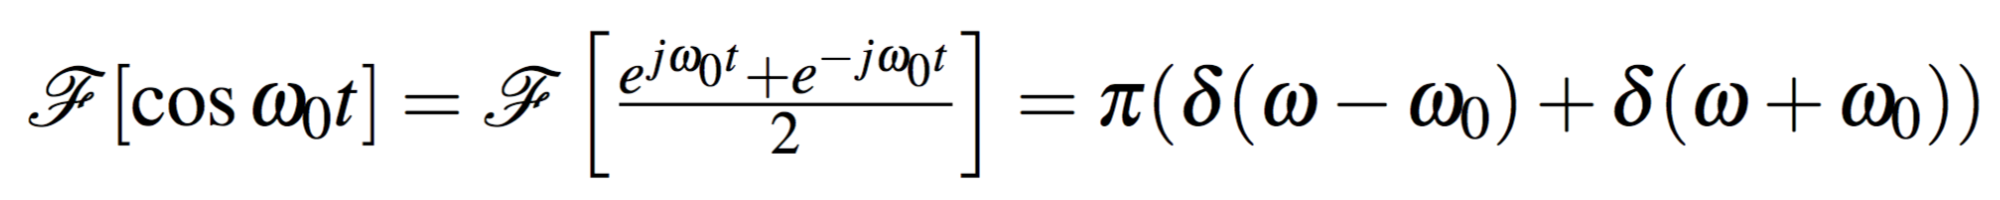 ℱ[cos ω₀t] = ℱ [(e^{jω₀t}+e^{−jω₀t})/2] = π(δ(ω − ω₀) + δ(ω + ω₀))